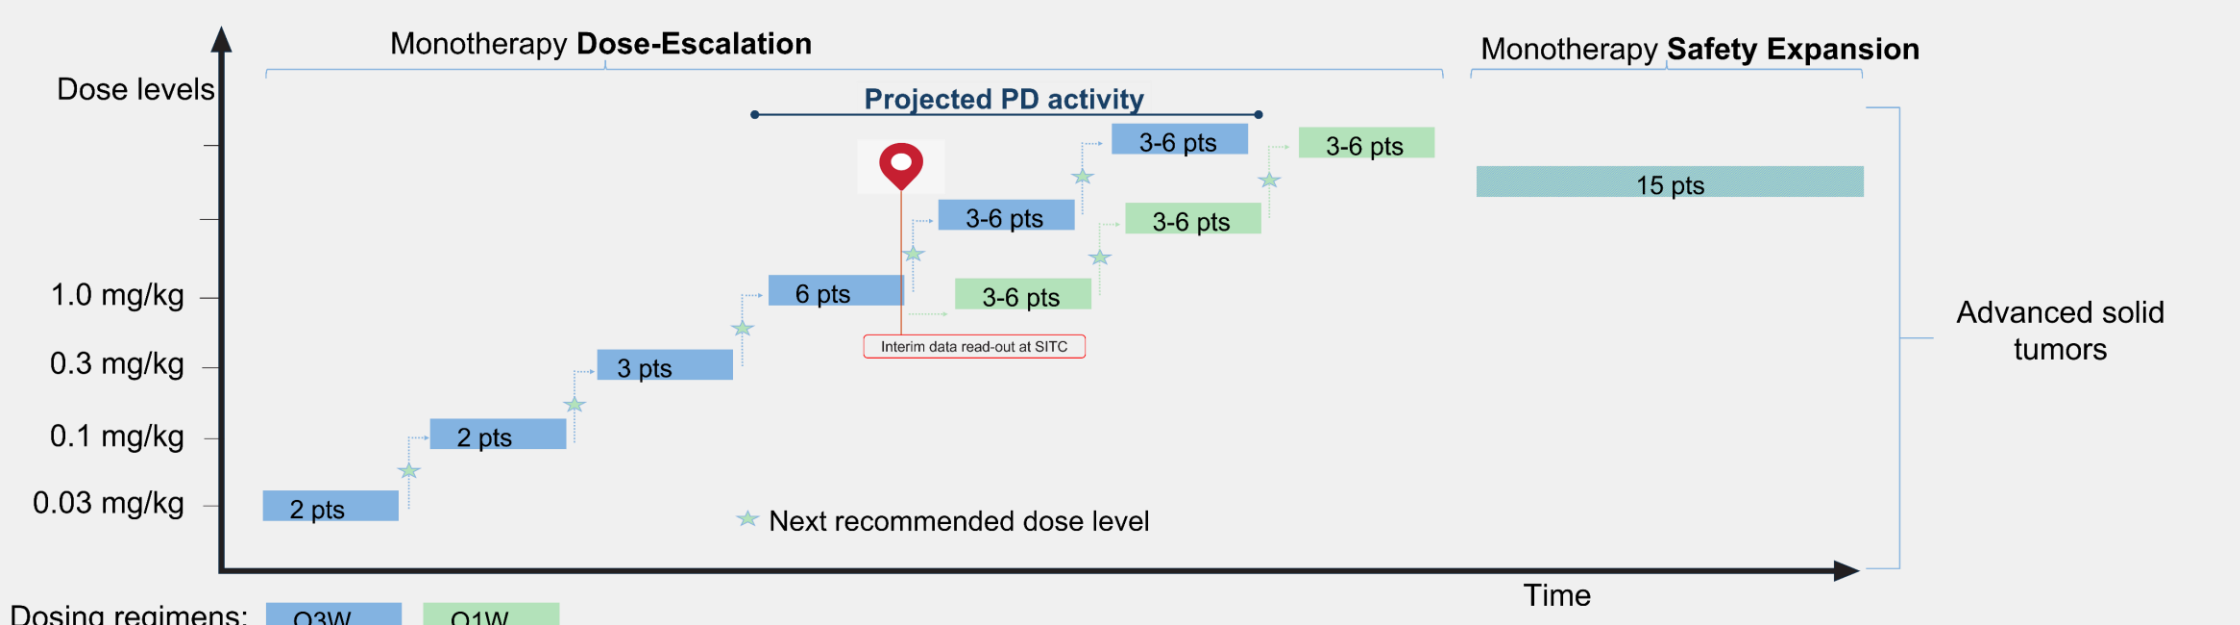 Monotherapy Dose-Escalation
Monotherapy Safety Expansion
Dose levels
Projected PD activity
3-6 pts
3-6 pts
15 pts
3-6 pts
3-6 pts
1.0 mg/kg
6 pts
3-6 pts
Advanced solid
tumors
Interim data read-out at SITC
0.3 mg/kg
3 pts
0.1 mg/kg
2 pts
0.03 mg/kg
2 pts
Next recommended dose level
Time
Dosing regimens:
Q3W
Q1W